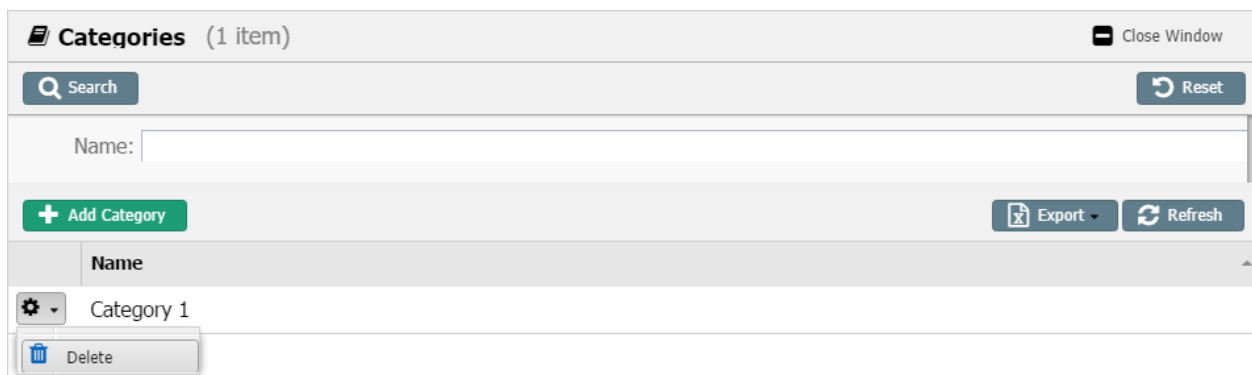 Categories (1 item) Close Window
Search Reset
Name:
Add Category Export Refresh
Name
Category 1
Delete